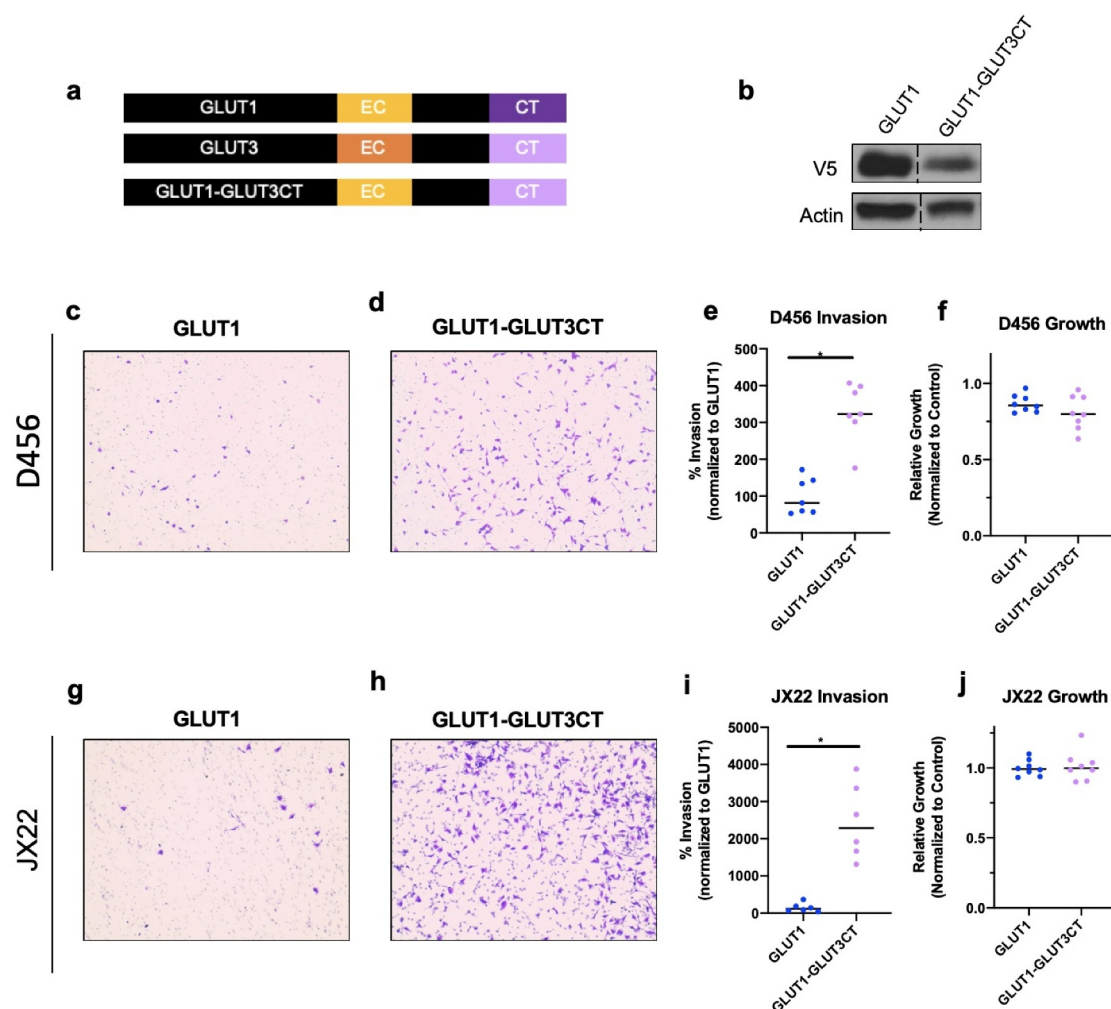 a
GLUT1 EC CT
GLUT3 EC CT
GLUT1-GLUT3CT EC CT
b
GLUT1
GLUT1-GLUT3CT
V5
Actin
D456
c
GLUT1
d
GLUT1-GLUT3CT
e
D456 Invasion
% Invasion
(normalized to GLUT1)
500
400
300
200
100
0
*
GLUT1
GLUT1-GLUT3CT
f
D456 Growth
Relative Growth
(Normalized to Control)
1.0
0.5
0.0
GLUT1
GLUT1-GLUT3CT
JX22
g
GLUT1
h
GLUT1-GLUT3CT
i
JX22 Invasion
% Invasion
(normalized to GLUT1)
5000
4000
3000
2000
1000
0
*
GLUT1
GLUT1-GLUT3CT
j
JX22 Growth
Relative Growth
(Normalized to Control)
1.0
0.5
0.0
GLUT1
GLUT1-GLUT3CT